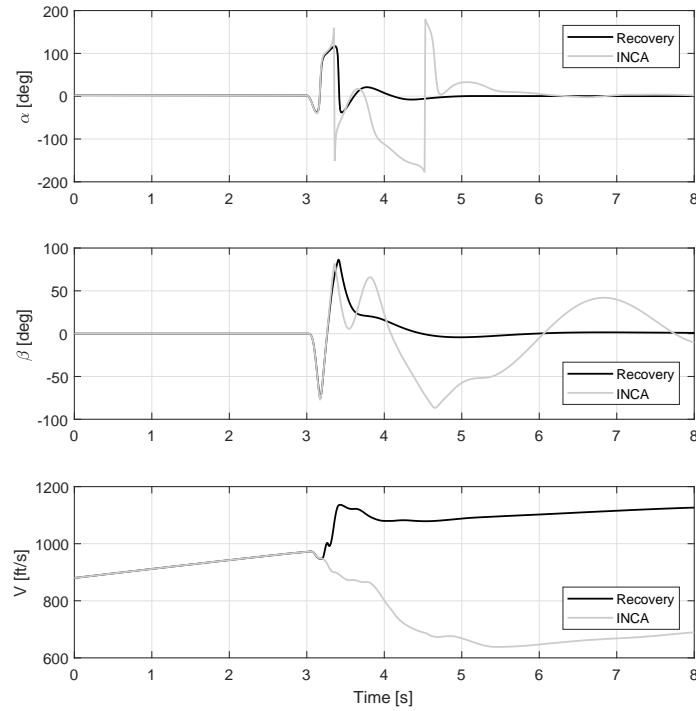 200
100
0
-100
-200
α [deg]
Recovery
INCA
0 1 2 3 4 5 6 7 8
100
50
0
-50
-100
β [deg]
Recovery
INCA
0 1 2 3 4 5 6 7 8
1200
1000
800
600
V [ft/s]
Recovery
INCA
0 1 2 3 4 5 6 7 8
Time [s]